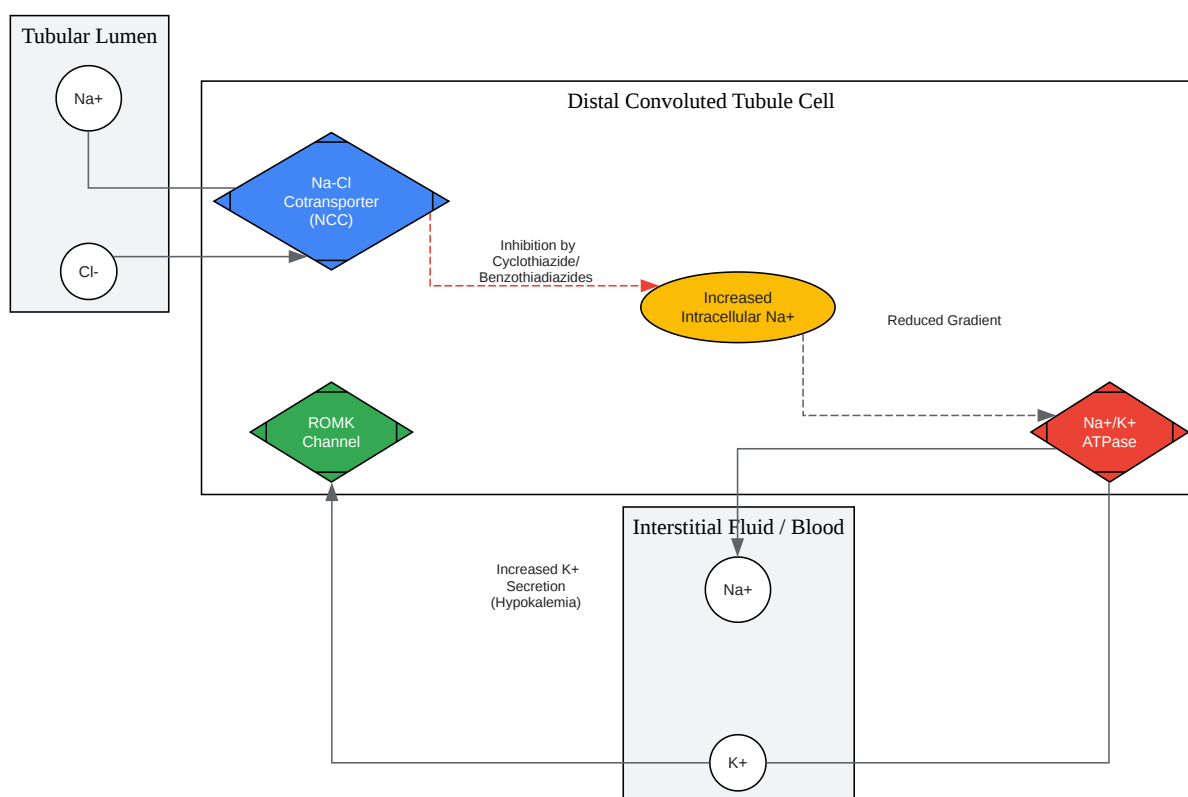 Tubular Lumen
Na+
Cl-
Distal Convoluted Tubule Cell
Na-Cl
Cotransporter
(NCC)
Inhibition by
Cyclothiazide/
Benzothiadiazides
Increased
Intracellular Na+
Reduced Gradient
ROMK
Channel
Na+/K+
ATPase
Interstitial Fluid / Blood
Increased K+
Secretion
(Hypokalemia)
Na+
K+